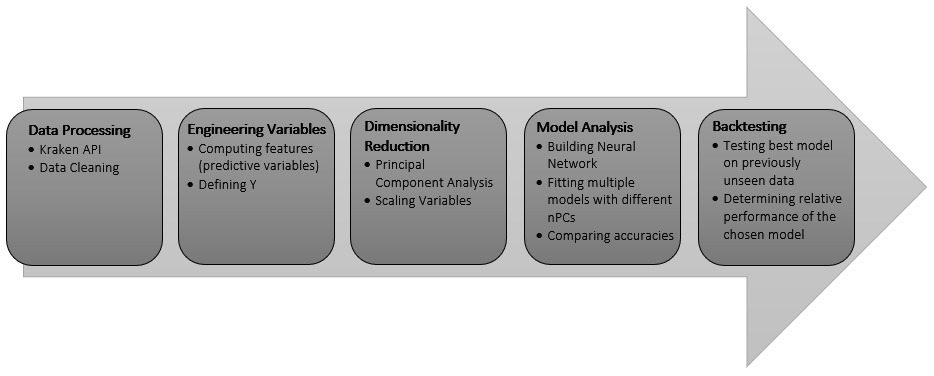 Data Processing
• Kraken API
• Data Cleaning
Engineering Variables
• Computing features
(predictive variables)
• Defining Y
Dimensionality
Reduction
• Principal
Component Analysis
• Scaling Variables
Model Analysis
• Building Neural
Network
• Fitting multiple
models with different
nPCs
• Comparing accuracies
Backtesting
• Testing best model
on previously
unseen data
• Determining relative
performance of the
chosen model